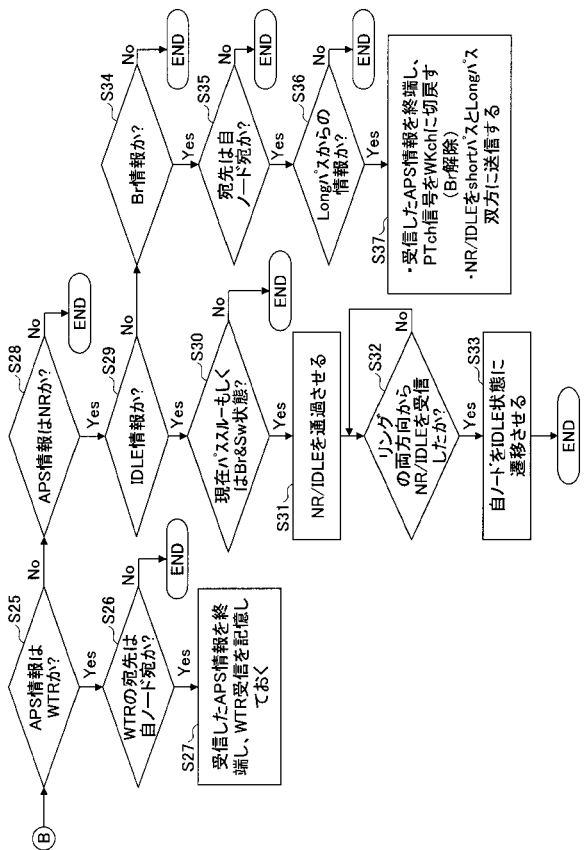 B
S25
APS情報は
WTRか?
No
Yes
S26
WTRの宛先は
自ノード宛か?
No
END
Yes
S27
受信したAPS情報を終
端し、WTR受信を記憶し
ておく
S28
APS情報はNRか?
No
END
Yes
S29
IDLE情報か?
No
Yes
S30
現在パススルーもしく
はBr&Sw状態?
No
END
Yes
S31
NR/IDLEを通過させる
S32
リング
の両方向から
NR/IDLEを受信
したか?
No
Yes
S33
自ノードをIDLE状態に
遷移させる
END
S34
Br情報か?
No
END
Yes
S35
宛先は自
ノード宛か?
No
END
Yes
S36
Longパスからの
情報か?
No
END
Yes
S37
・受信したAPS情報を終端し、
PTch信号をWKchに切戻す
(Br解除)
・NR/IDLEをshortパスとLongパス
双方に送信する